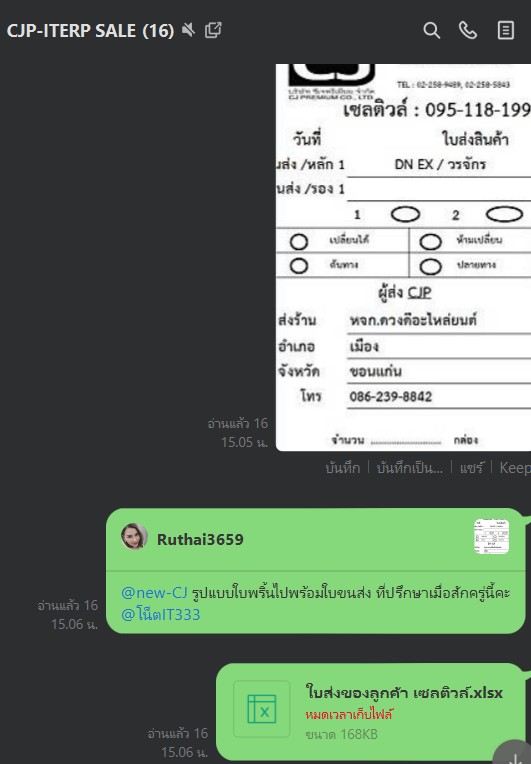 CJP-ITERP SALE (16)
บริษัท ซีเจพรีเมี่ยม จำกัด
CJ PREMIUM CO., LTD
TEL : 02-258-9489, 02-258-5843
เซลติวส์ : 095-118-199
วันที่ ใบส่งสินค้า
นส่ง /หลัก 1 DN EX / วรจักร
นส่ง /รอง 1
1 2
เปลี่ยนได้ ห้ามเปลี่ยน
ต้นทาง ปลายทาง
ผู้ส่ง CJP
ส่งร้าน หจก.ดวงดีอะไหล่ยนต์
อำเภอ เมือง
จังหวัด ขอนแก่น
โทร 086-239-8842
จำนวน .................... กล่อง
อ่านแล้ว 16
15.05 น.
บันทึก | บันทึกเป็น... | แชร์ | Keep
Ruthai3659
@new-CJ รูปแบบใบพริ้นไปพร้อมใบขนส่ง ที่ปรึกษาเมื่อสักครู่นี้คะ
@โน็ตIT333
อ่านแล้ว 16
15.06 น.
ใบส่งของลูกค้า เซลติวส์.xlsx
หมดเวลาเก็บไฟล์
ขนาด 168KB
อ่านแล้ว 16
15.06 น.